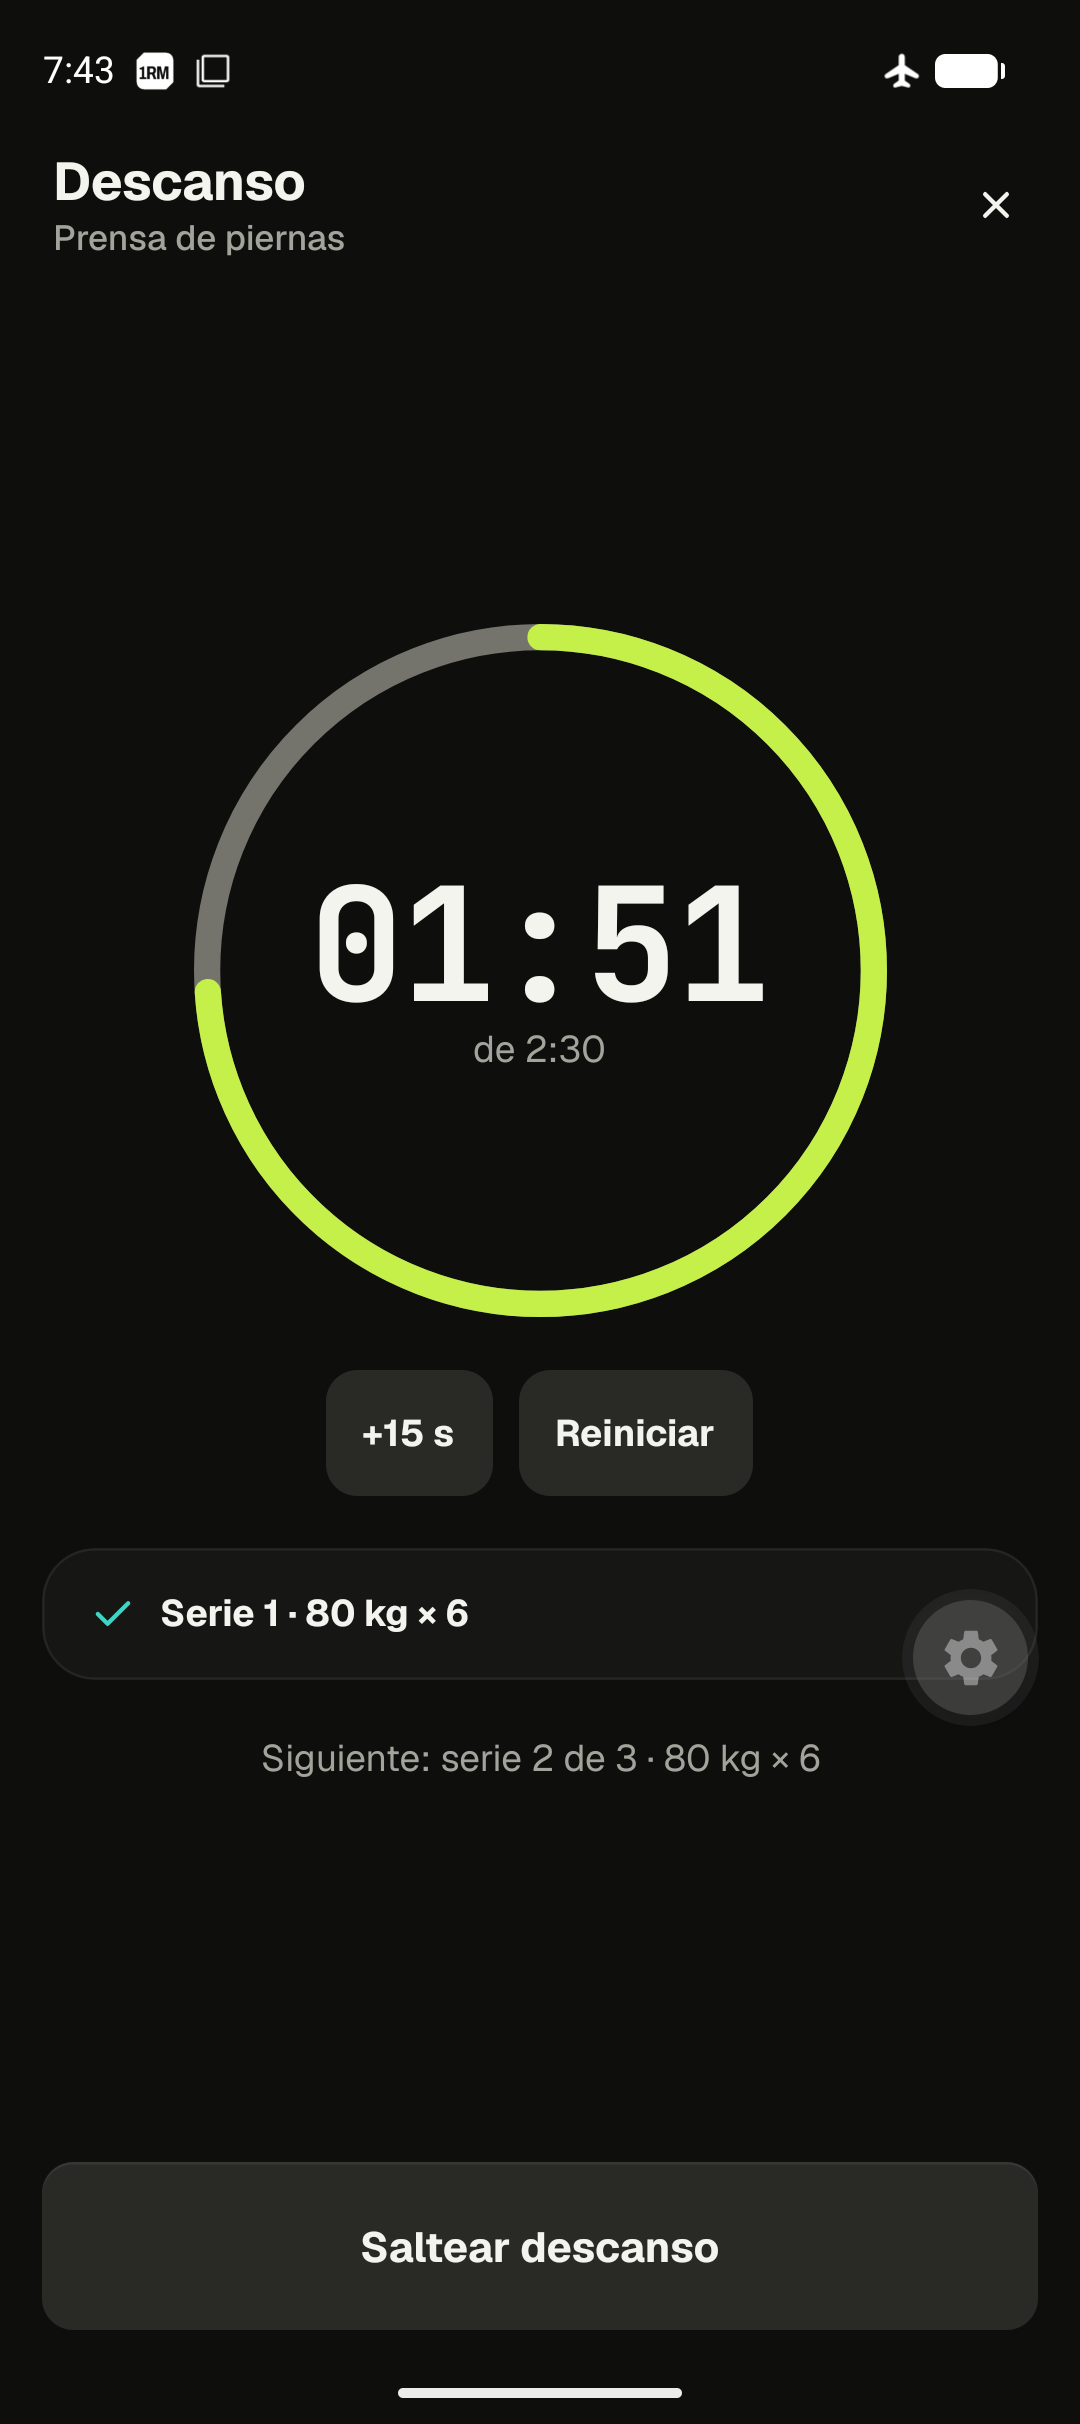 7:43 1RM
Descanso
Prensa de piernas
01:51
de 2:30
+15 s Reiniciar
Serie 1 · 80 kg × 6
Siguiente: serie 2 de 3 · 80 kg × 6
Saltear descanso